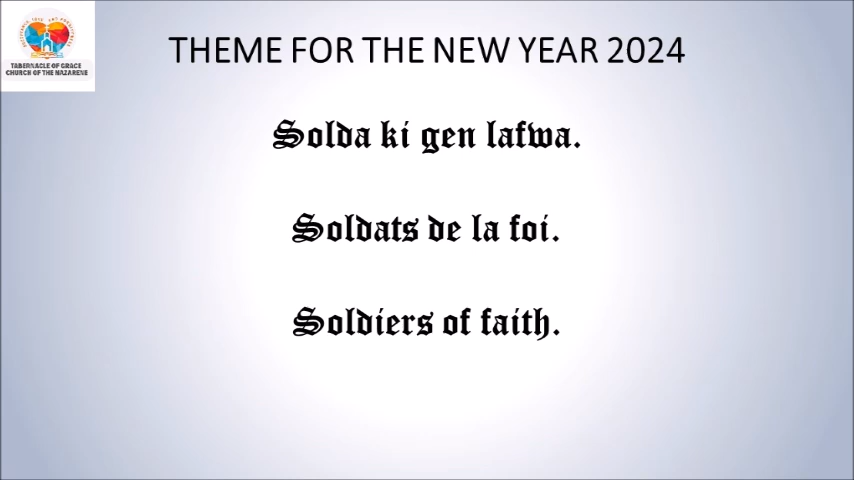 TABERNACLE OF GRACE
CHURCH OF THE NAZARENE
THEME FOR THE NEW YEAR 2024
Solda ki gen lafwa.
Soldats de la foi.
Soldiers of faith.